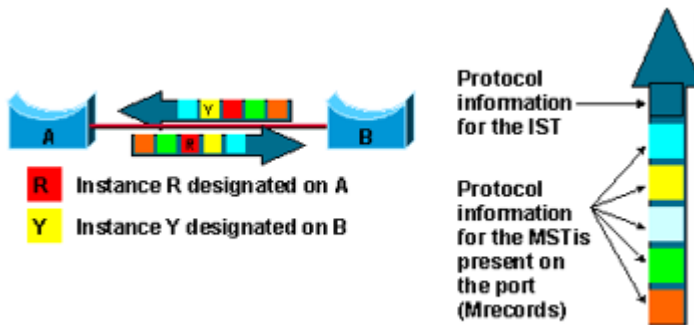 Y
A
B
R
R Instance R designated on A
Y Instance Y designated on B
Protocol
information
for the IST
Protocol
information
for the MSTis
present on
the port
(Mrecords)